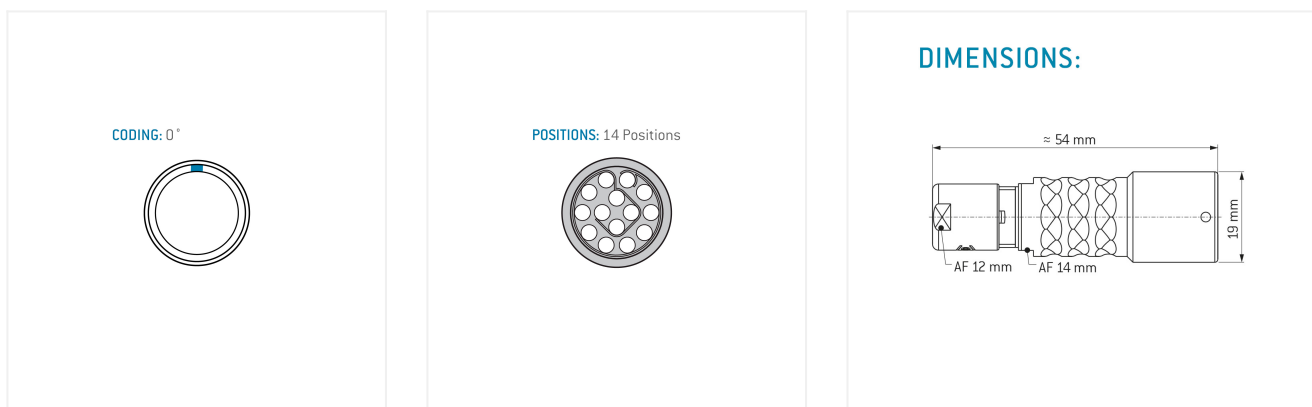 CODING: 0°
POSITIONS: 14 Positions
DIMENSIONS:
≈ 54 mm
19 mm
AF 12 mm
AF 14 mm